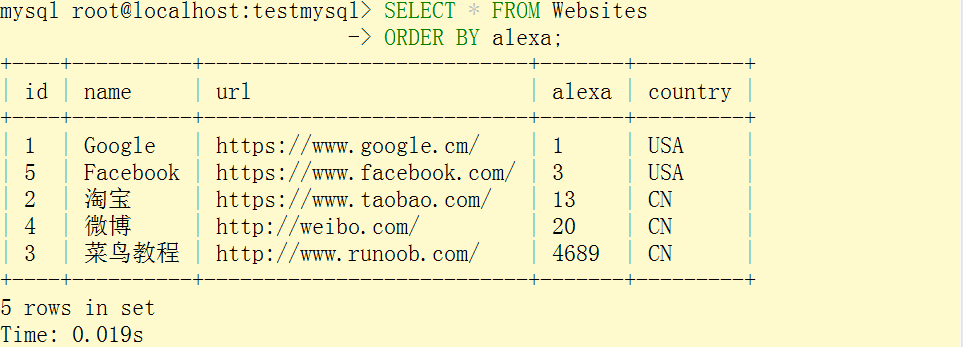 mysql root@localhost:testmysql> SELECT * FROM Websites
-> ORDER BY alexa;
+----+----------+---------------------------+-------+---------+
| id | name | url | alexa | country |
+----+----------+---------------------------+-------+---------+
| 1 | Google | https://www.google.cm/ | 1 | USA |
| 5 | Facebook | https://www.facebook.com/ | 3 | USA |
| 2 | 淘宝 | https://www.taobao.com/ | 13 | CN |
| 4 | 微博 | http://weibo.com/ | 20 | CN |
| 3 | 菜鸟教程 | http://www.runoob.com/ | 4689 | CN |
+----+----------+---------------------------+-------+---------+
5 rows in set
Time: 0.019s